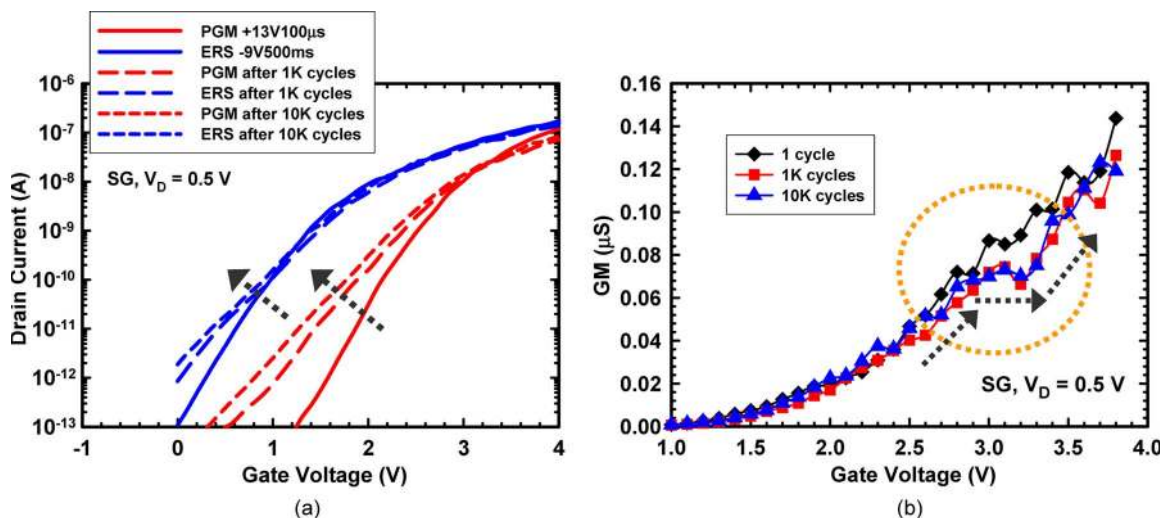 PGM +13V100µs
ERS -9V500ms
PGM after 1K cycles
ERS after 1K cycles
PGM after 10K cycles
ERS after 10K cycles
10-6
10-7
10-8
10-9
10-10
10-11
10-12
10-13
Drain Current (A)
SG, VD = 0.5 V
-1 0 1 2 3 4
Gate Voltage (V)
(a)
0.16
0.14
0.12
0.10
0.08
0.06
0.04
0.02
0.00
GM (µS)
1 cycle
1K cycles
10K cycles
SG, VD = 0.5 V
1.0 1.5 2.0 2.5 3.0 3.5 4.0
Gate Voltage (V)
(b)